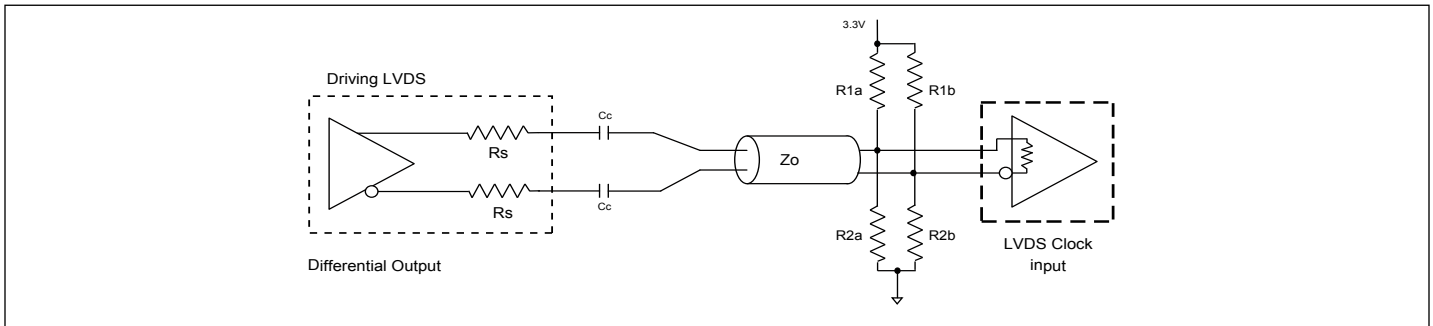 3.3V
Driving LVDS
R1a
R1b
Cc
Rs
Zo
Rs
Cc
R2a
R2b
LVDS Clock
input
Differential Output